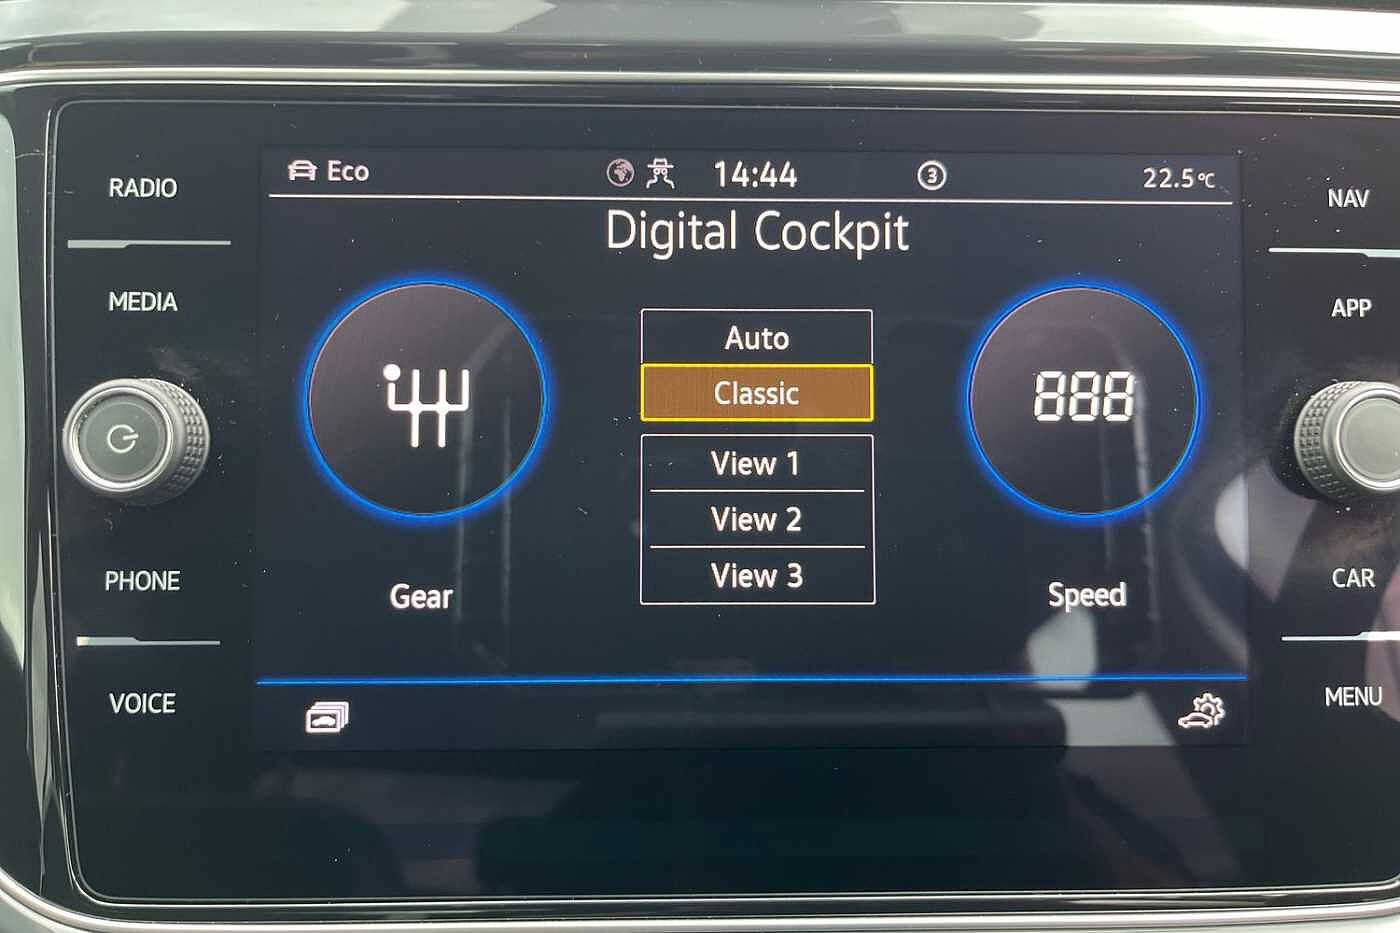 Eco 14:44 3 22.5°C
Digital Cockpit
RADIO
MEDIA
PHONE
VOICE
Auto
Classic
View 1
View 2
View 3
888
Gear
Speed
NAV
APP
CAR
MENU